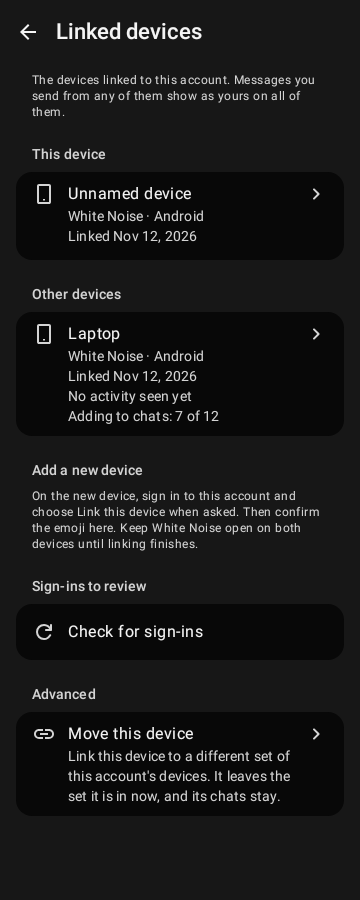 Linked devices
The devices linked to this account. Messages you
send from any of them show as yours on all of
them.
This device
Unnamed device
White Noise · Android
Linked Nov 12, 2026
Other devices
Laptop
White Noise · Android
Linked Nov 12, 2026
No activity seen yet
Adding to chats: 7 of 12
Add a new device
On the new device, sign in to this account and
choose Link this device when asked. Then confirm
the emoji here. Keep White Noise open on both
devices until linking finishes.
Sign-ins to review
Check for sign-ins
Advanced
Move this device
Link this device to a different set of
this account's devices. It leaves the
set it is in now, and its chats stay.